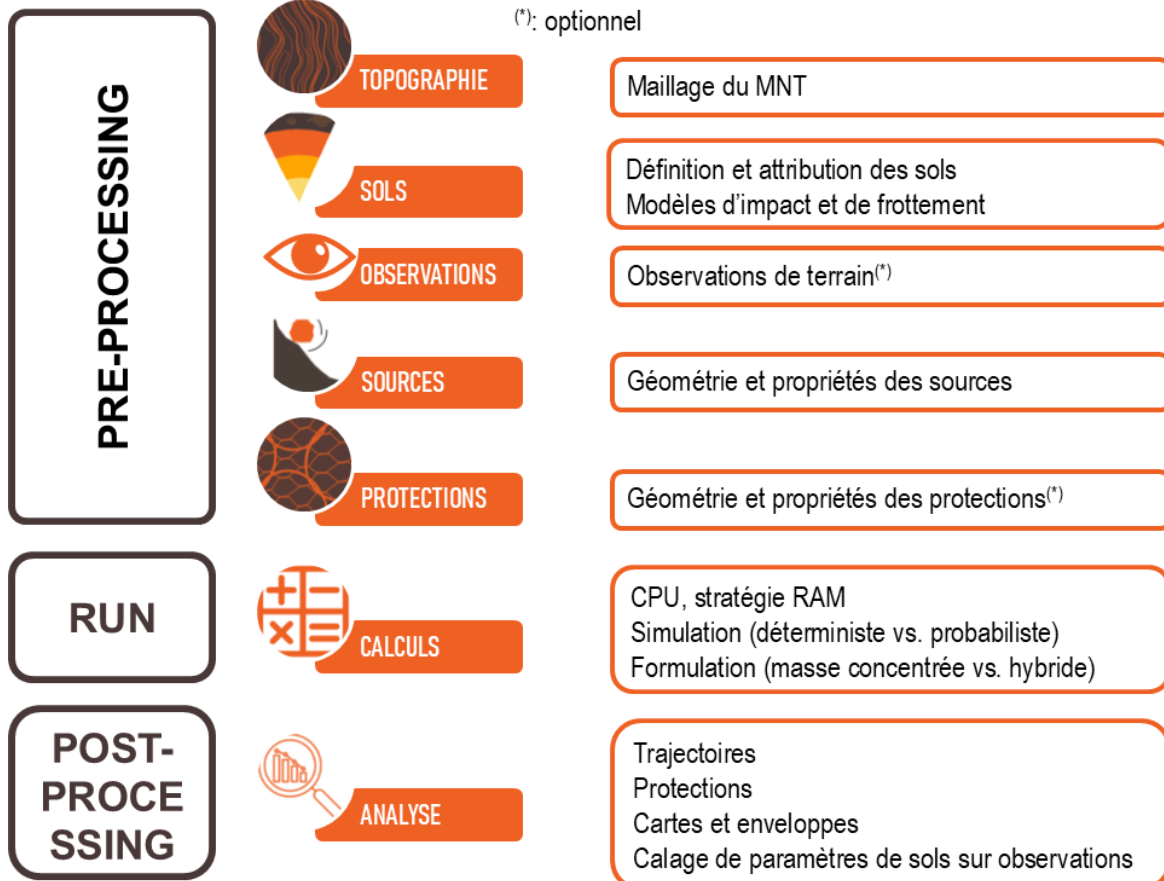 (*): optionnel
PRE-PROCESSING
TOPOGRAPHIE
Maillage du MNT
SOLS
Définition et attribution des sols
Modèles d'impact et de frottement
OBSERVATIONS
Observations de terrain(*)
SOURCES
Géométrie et propriétés des sources
PROTECTIONS
Géométrie et propriétés des protections(*)
RUN
CALCULS
CPU, stratégie RAM
Simulation (déterministe vs. probabiliste)
Formulation (masse concentrée vs. hybride)
POST-
PROCE
SSING
ANALYSE
Trajectoires
Protections
Cartes et enveloppes
Calage de paramètres de sols sur observations